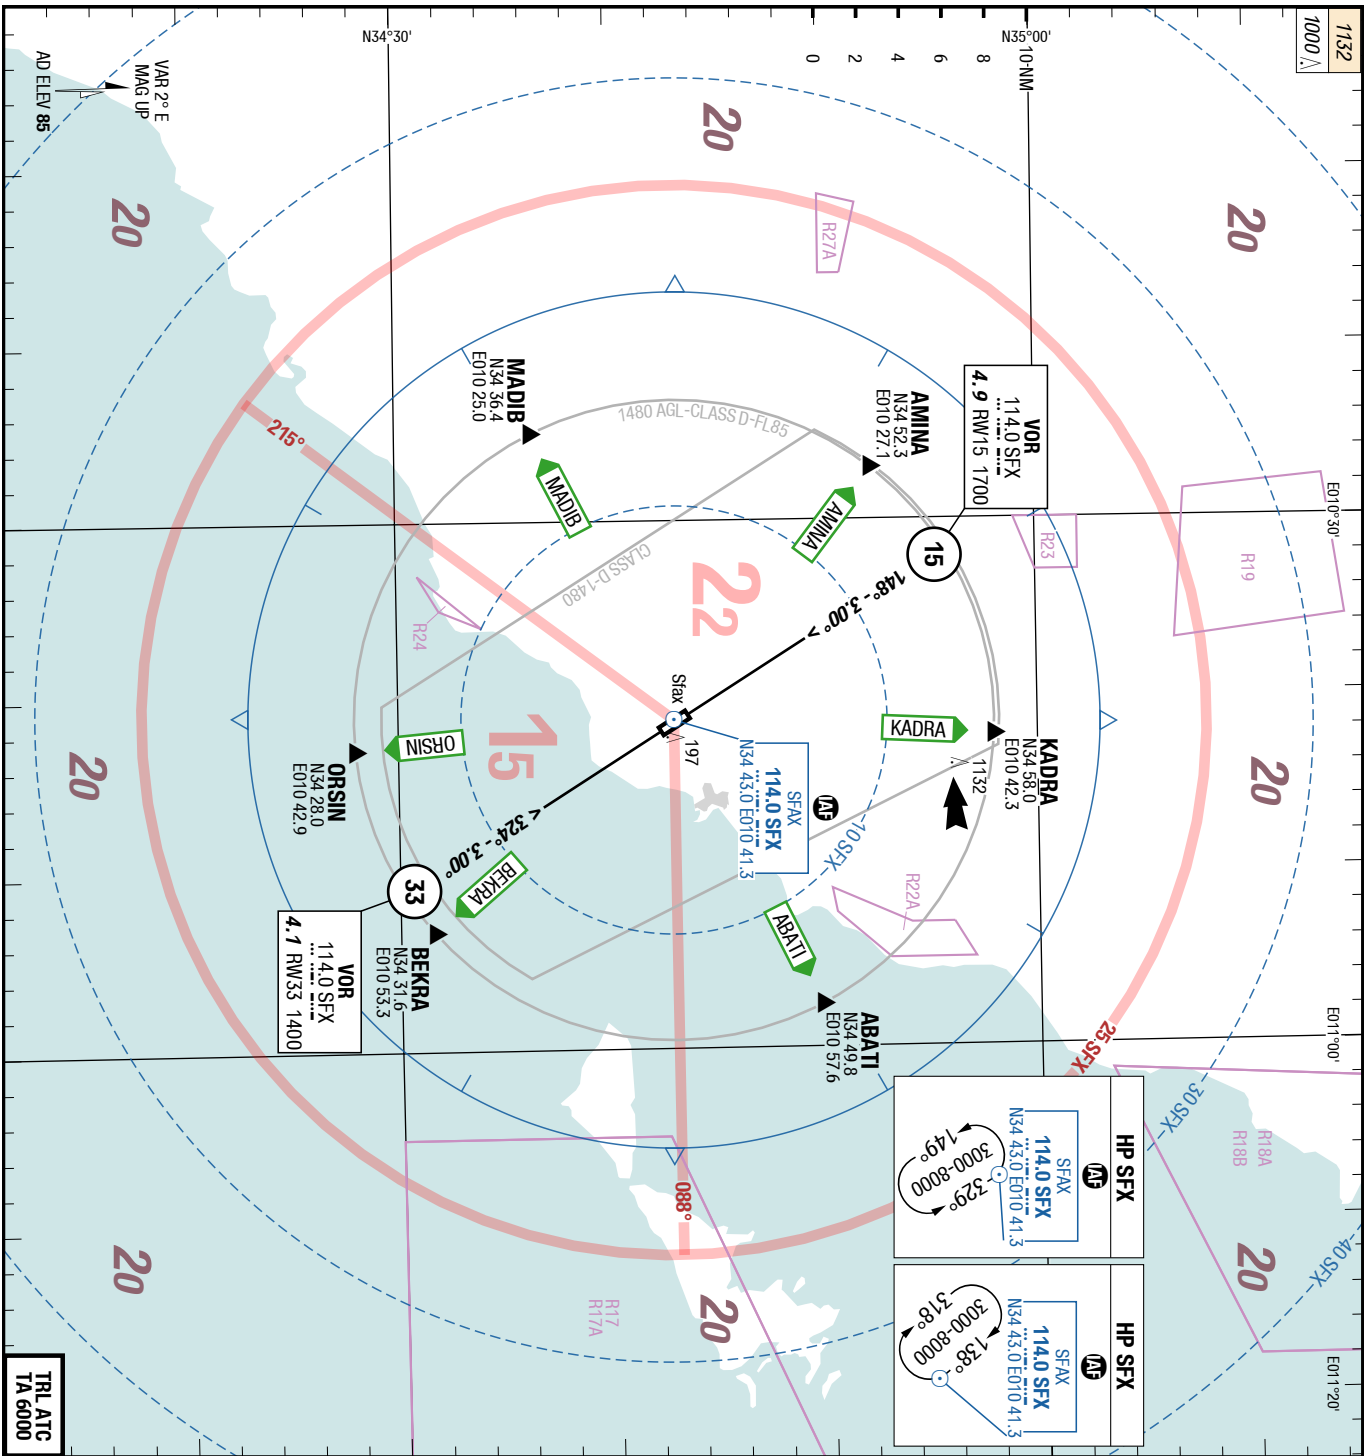 1132
1000
N35°00'
N34°30'
10-NM
8
6
4
2
0
E010°30'
E011°00'
E011°20'
VAR 2° E
MAG UP
AD ELEV 85
20
20
20
20
20
20
20
22
15
R27A
R19
R23
R24
R22A
R18A
R18B
R17
R17A
VOR
114.0 SFX
4.9 RW15 1700
15
AMINA
N34 52.3
E010 27.1
AMINA
MADIB
N34 36.4
E010 25.0
MADIB
1480 AGL-CLASS D-FL85
CLASS D-1480
215°
148° - 3.00° >
KADRA
N34 58.0
E010 42.3
KADRA
1132
Sfax
197
IAF
SFAX
114.0 SFX
N34 43.0 E010 41.3
10 SFX
ORSIN
N34 28.0
E010 42.9
ORSIN
< 324° - 3.00°
33
BEKRA
N34 31.6
E010 53.3
BEKRA
VOR
114.0 SFX
4.1 RW33 1400
ABATI
N34 49.8
E010 57.6
ABATI
088°
25 SFX
30 SFX
40 SFX
HP SFX
IAF
SFAX
114.0 SFX
N34 43.0 E010 41.3
329°
3000-8000
149°
HP SFX
IAF
SFAX
114.0 SFX
N34 43.0 E010 41.3
138°
3000-8000
318°
TRL ATC
TA 6000